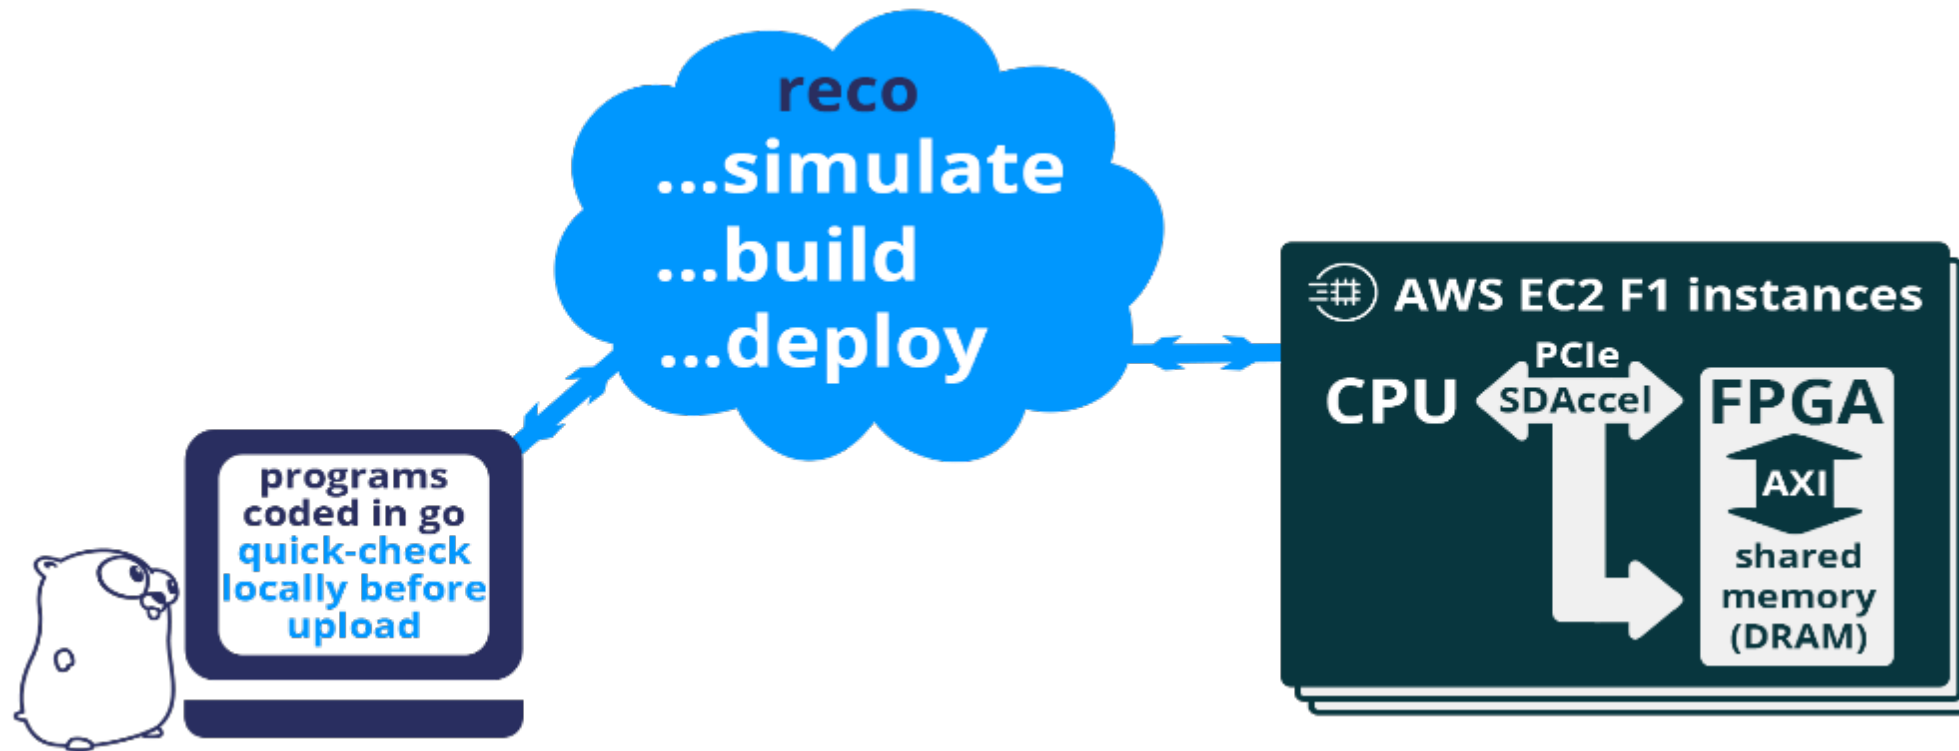 reco
...simulate
...build
...deploy
programs
coded in go
quick-check
locally before
upload
AWS EC2 F1 instances
PCIe
CPU
SDAccel
FPGA
AXI
shared
memory
(DRAM)